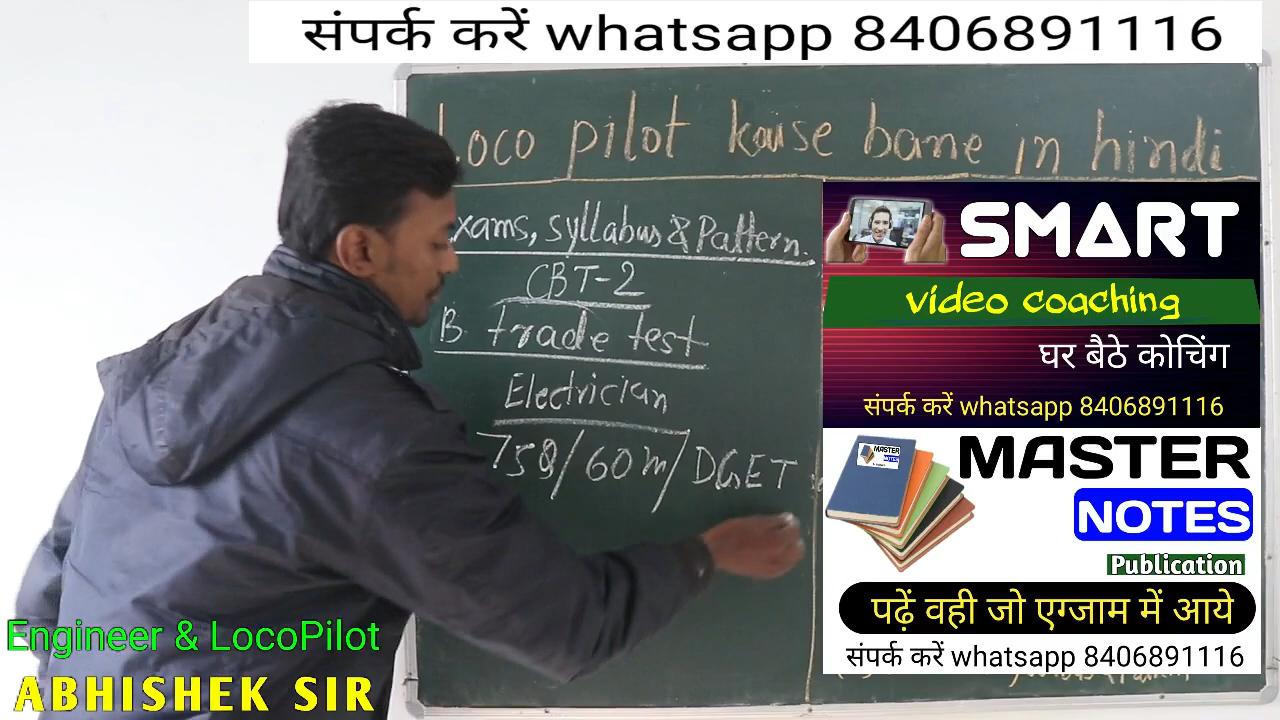 संपर्क करें whatsapp 8406891116
Loco pilot kaise bane in hindi
Exams, syllabus & Pattern.
CBT-2
B. trade test
Electrician
75Q/60m/DGET
SMART
video coaching
घर बैठे कोचिंग
संपर्क करें whatsapp 8406891116
MASTER
NOTES
Publication
पढ़ें वही जो एग्जाम में आये
संपर्क करें whatsapp 8406891116
Engineer & LocoPilot
ABHISHEK SIR